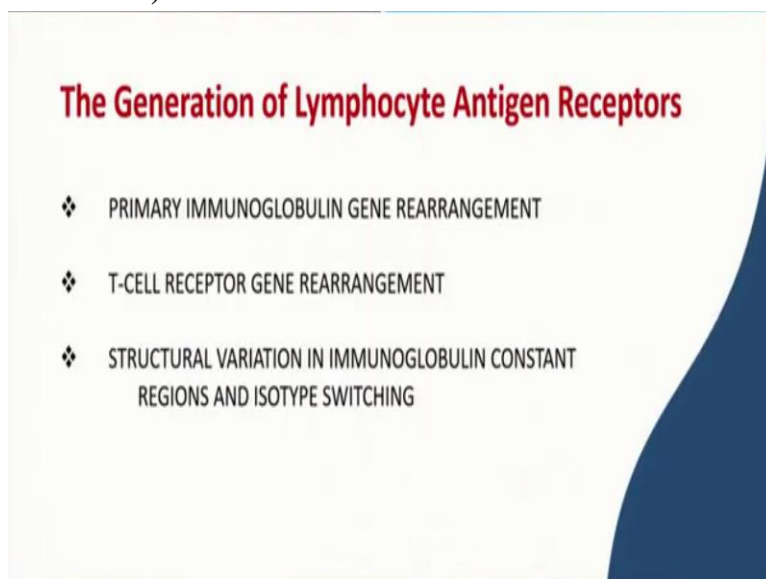 The Generation of Lymphocyte Antigen Receptors
❖ PRIMARY IMMUNOGLOBULIN GENE REARRANGEMENT
❖ T-CELL RECEPTOR GENE REARRANGEMENT
❖ STRUCTURAL VARIATION IN IMMUNOGLOBULIN CONSTANT
REGIONS AND ISOTYPE SWITCHING